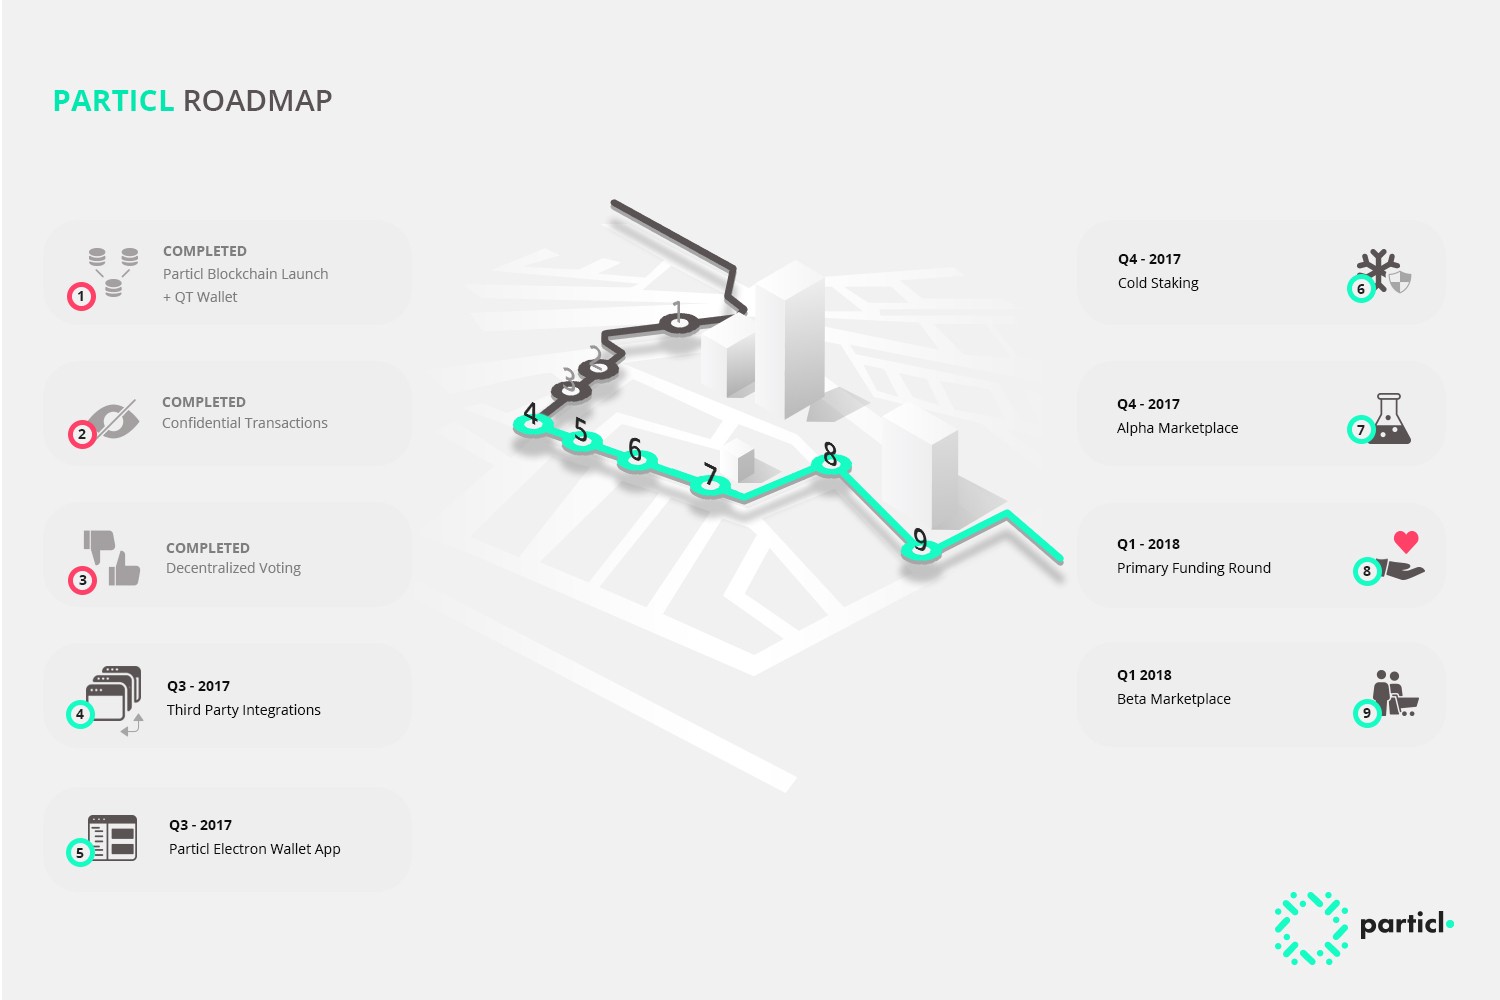 PARTICL ROADMAP
COMPLETED
Particl Blockchain Launch
+ QT Wallet
1
COMPLETED
Confidential Transactions
2
COMPLETED
Decentralized Voting
3
Q3 - 2017
Third Party Integrations
4
Q3 - 2017
Particl Electron Wallet App
5
1
2
3
4
5
6
7
8
9
Q4 - 2017
Cold Staking
6
Q4 - 2017
Alpha Marketplace
7
Q1 - 2018
Primary Funding Round
8
Q1 2018
Beta Marketplace
9
particl